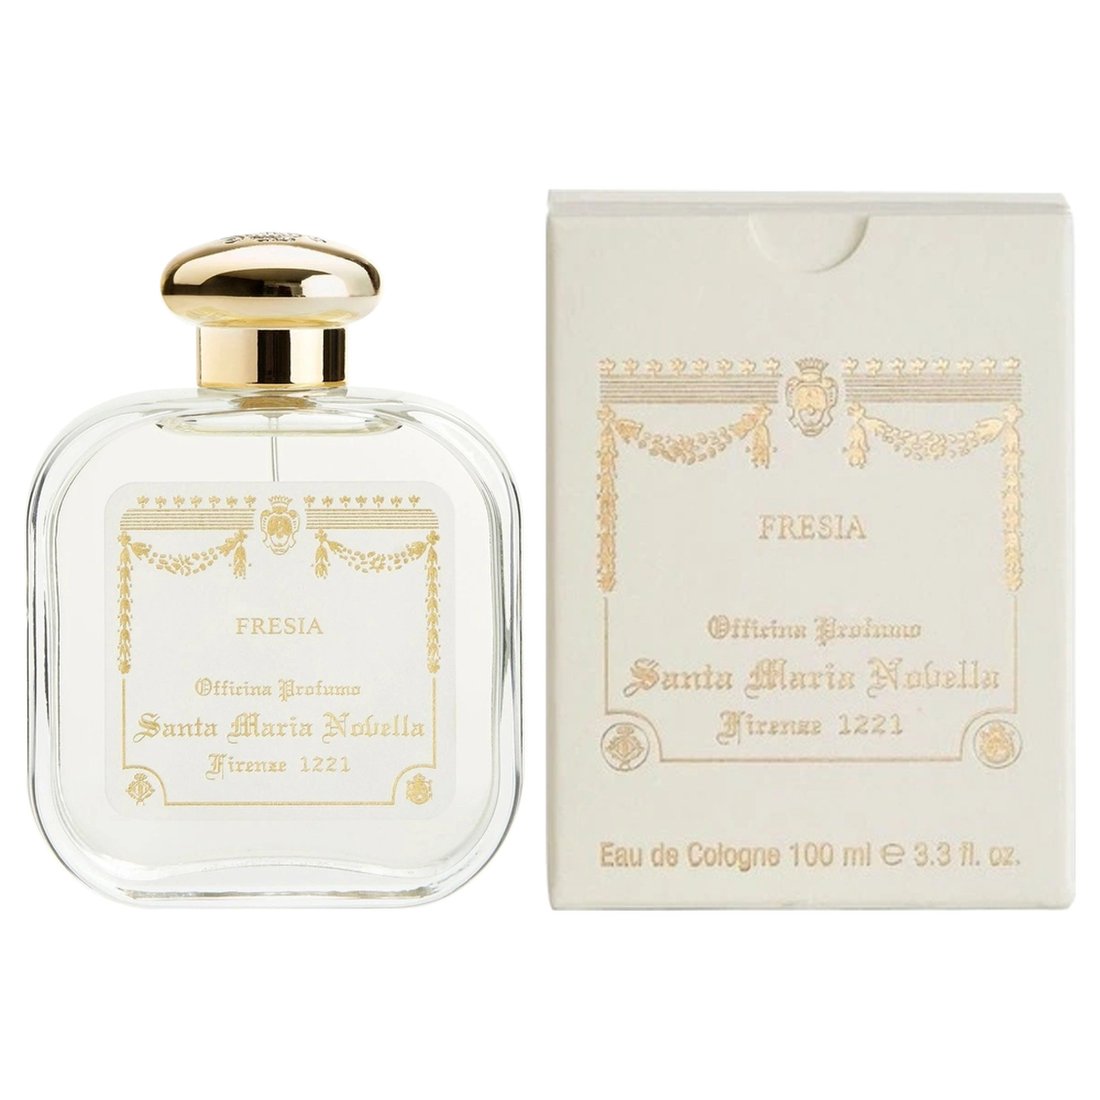 FRESIA
Officina Profumo
Santa Maria Novella
Firenze 1221
FRESIA
Officina Profumo
Santa Maria Novella
Firenze 1221
Eau de Cologne 100 ml ℮ 3.3 fl. oz.